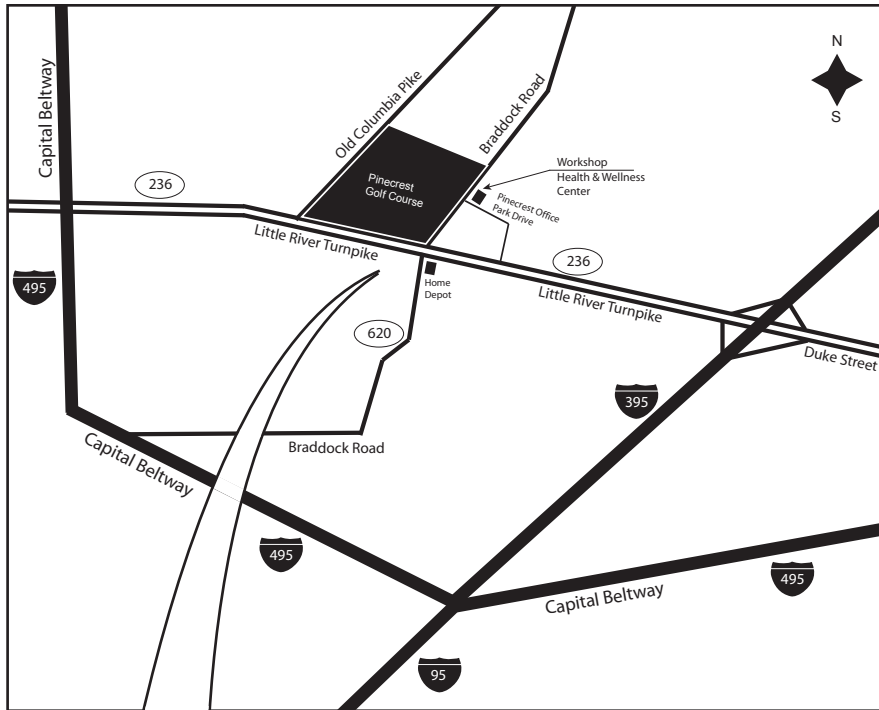 N
S
Capital Beltway
Old Columbia Pike
Braddock Road
236
Pinecrest
Golf Course
Workshop
Health & Wellness
Center
Pinecrest Office
Park Drive
Little River Turnpike
236
495
Home
Depot
Little River Turnpike
620
Duke Street
395
Braddock Road
Capital Beltway
495
495
Capital Beltway
95